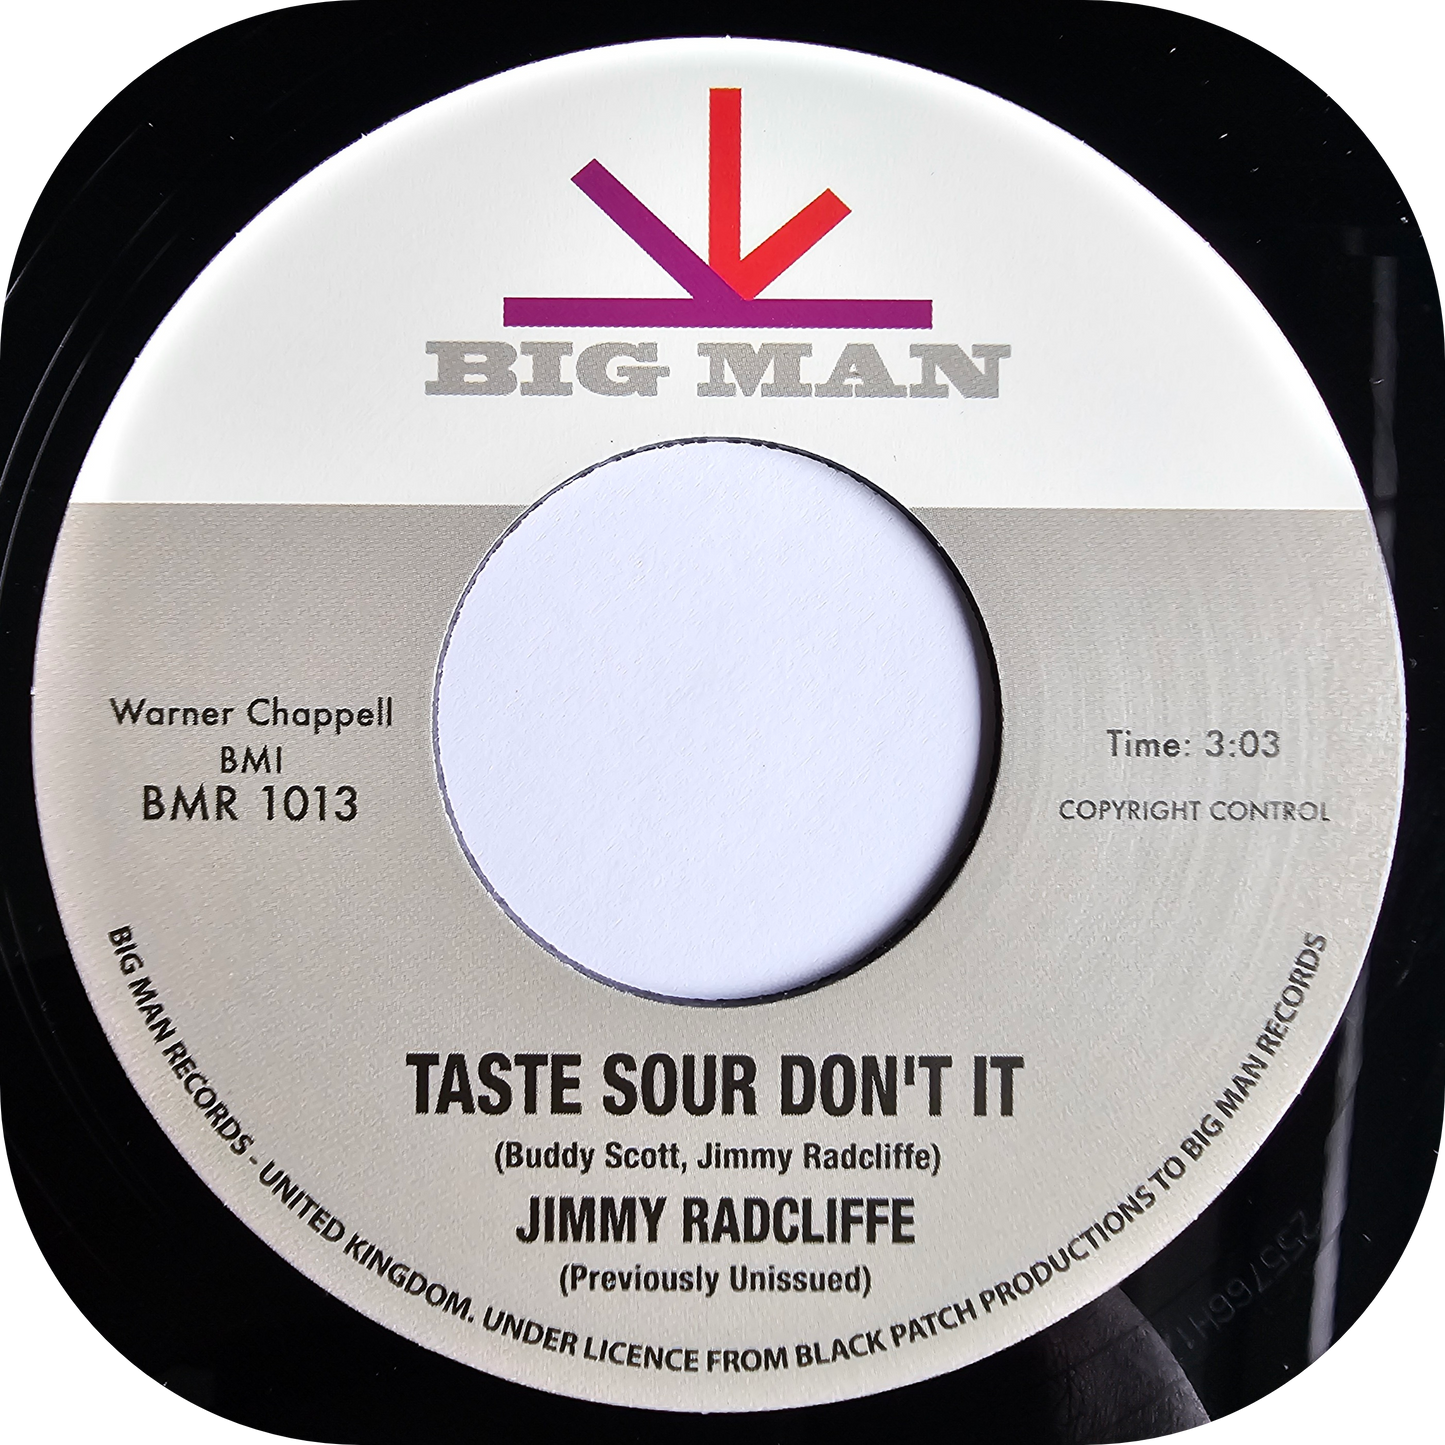 BIG MAN
Warner Chappell
BMI
BMR 1013
Time: 3:03
COPYRIGHT CONTROL
TASTE SOUR DON'T IT
(Buddy Scott, Jimmy Radcliffe)
JIMMY RADCLIFFE
(Previously Unissued)
BIG MAN RECORDS - UNITED KINGDOM. UNDER LICENCE FROM BLACK PATCH PRODUCTIONS TO BIG MAN RECORDS